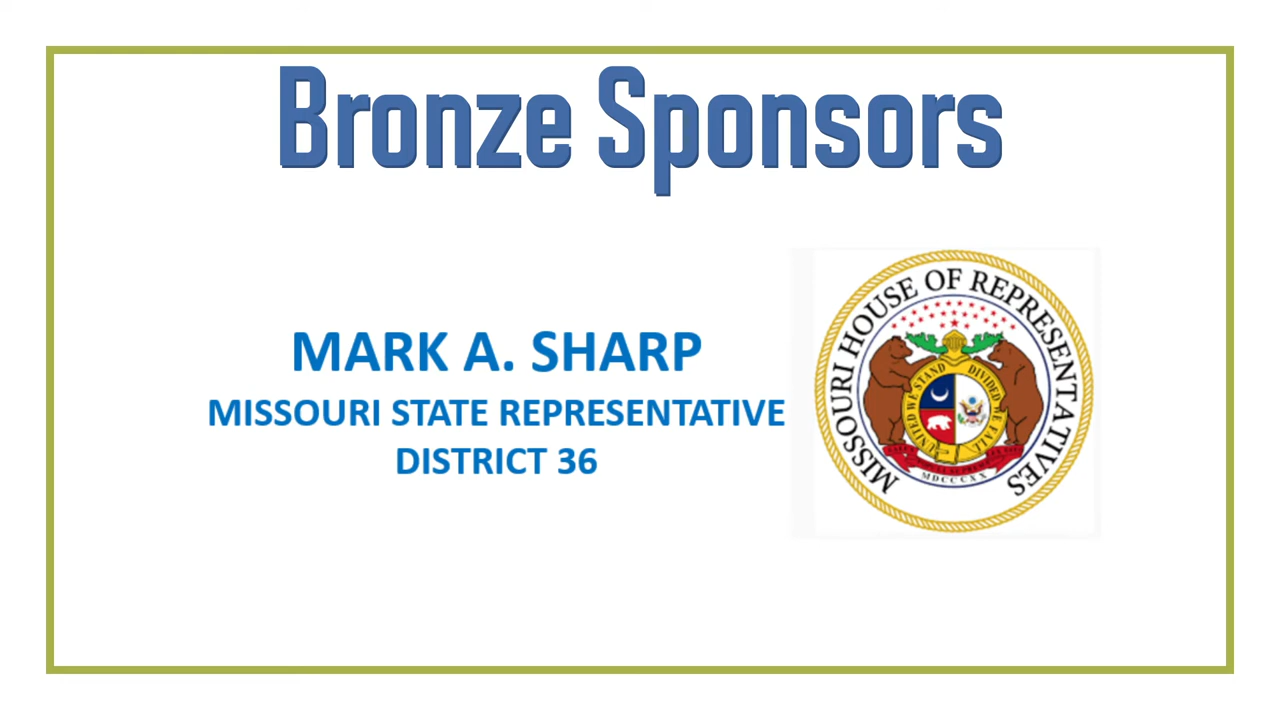 Bronze Sponsors
MARK A. SHARP
MISSOURI STATE REPRESENTATIVE
DISTRICT 36
MISSOURI HOUSE OF REPRESENTATIVES
UNITED WE STAND DIVIDED WE FALL
MDCCCXX